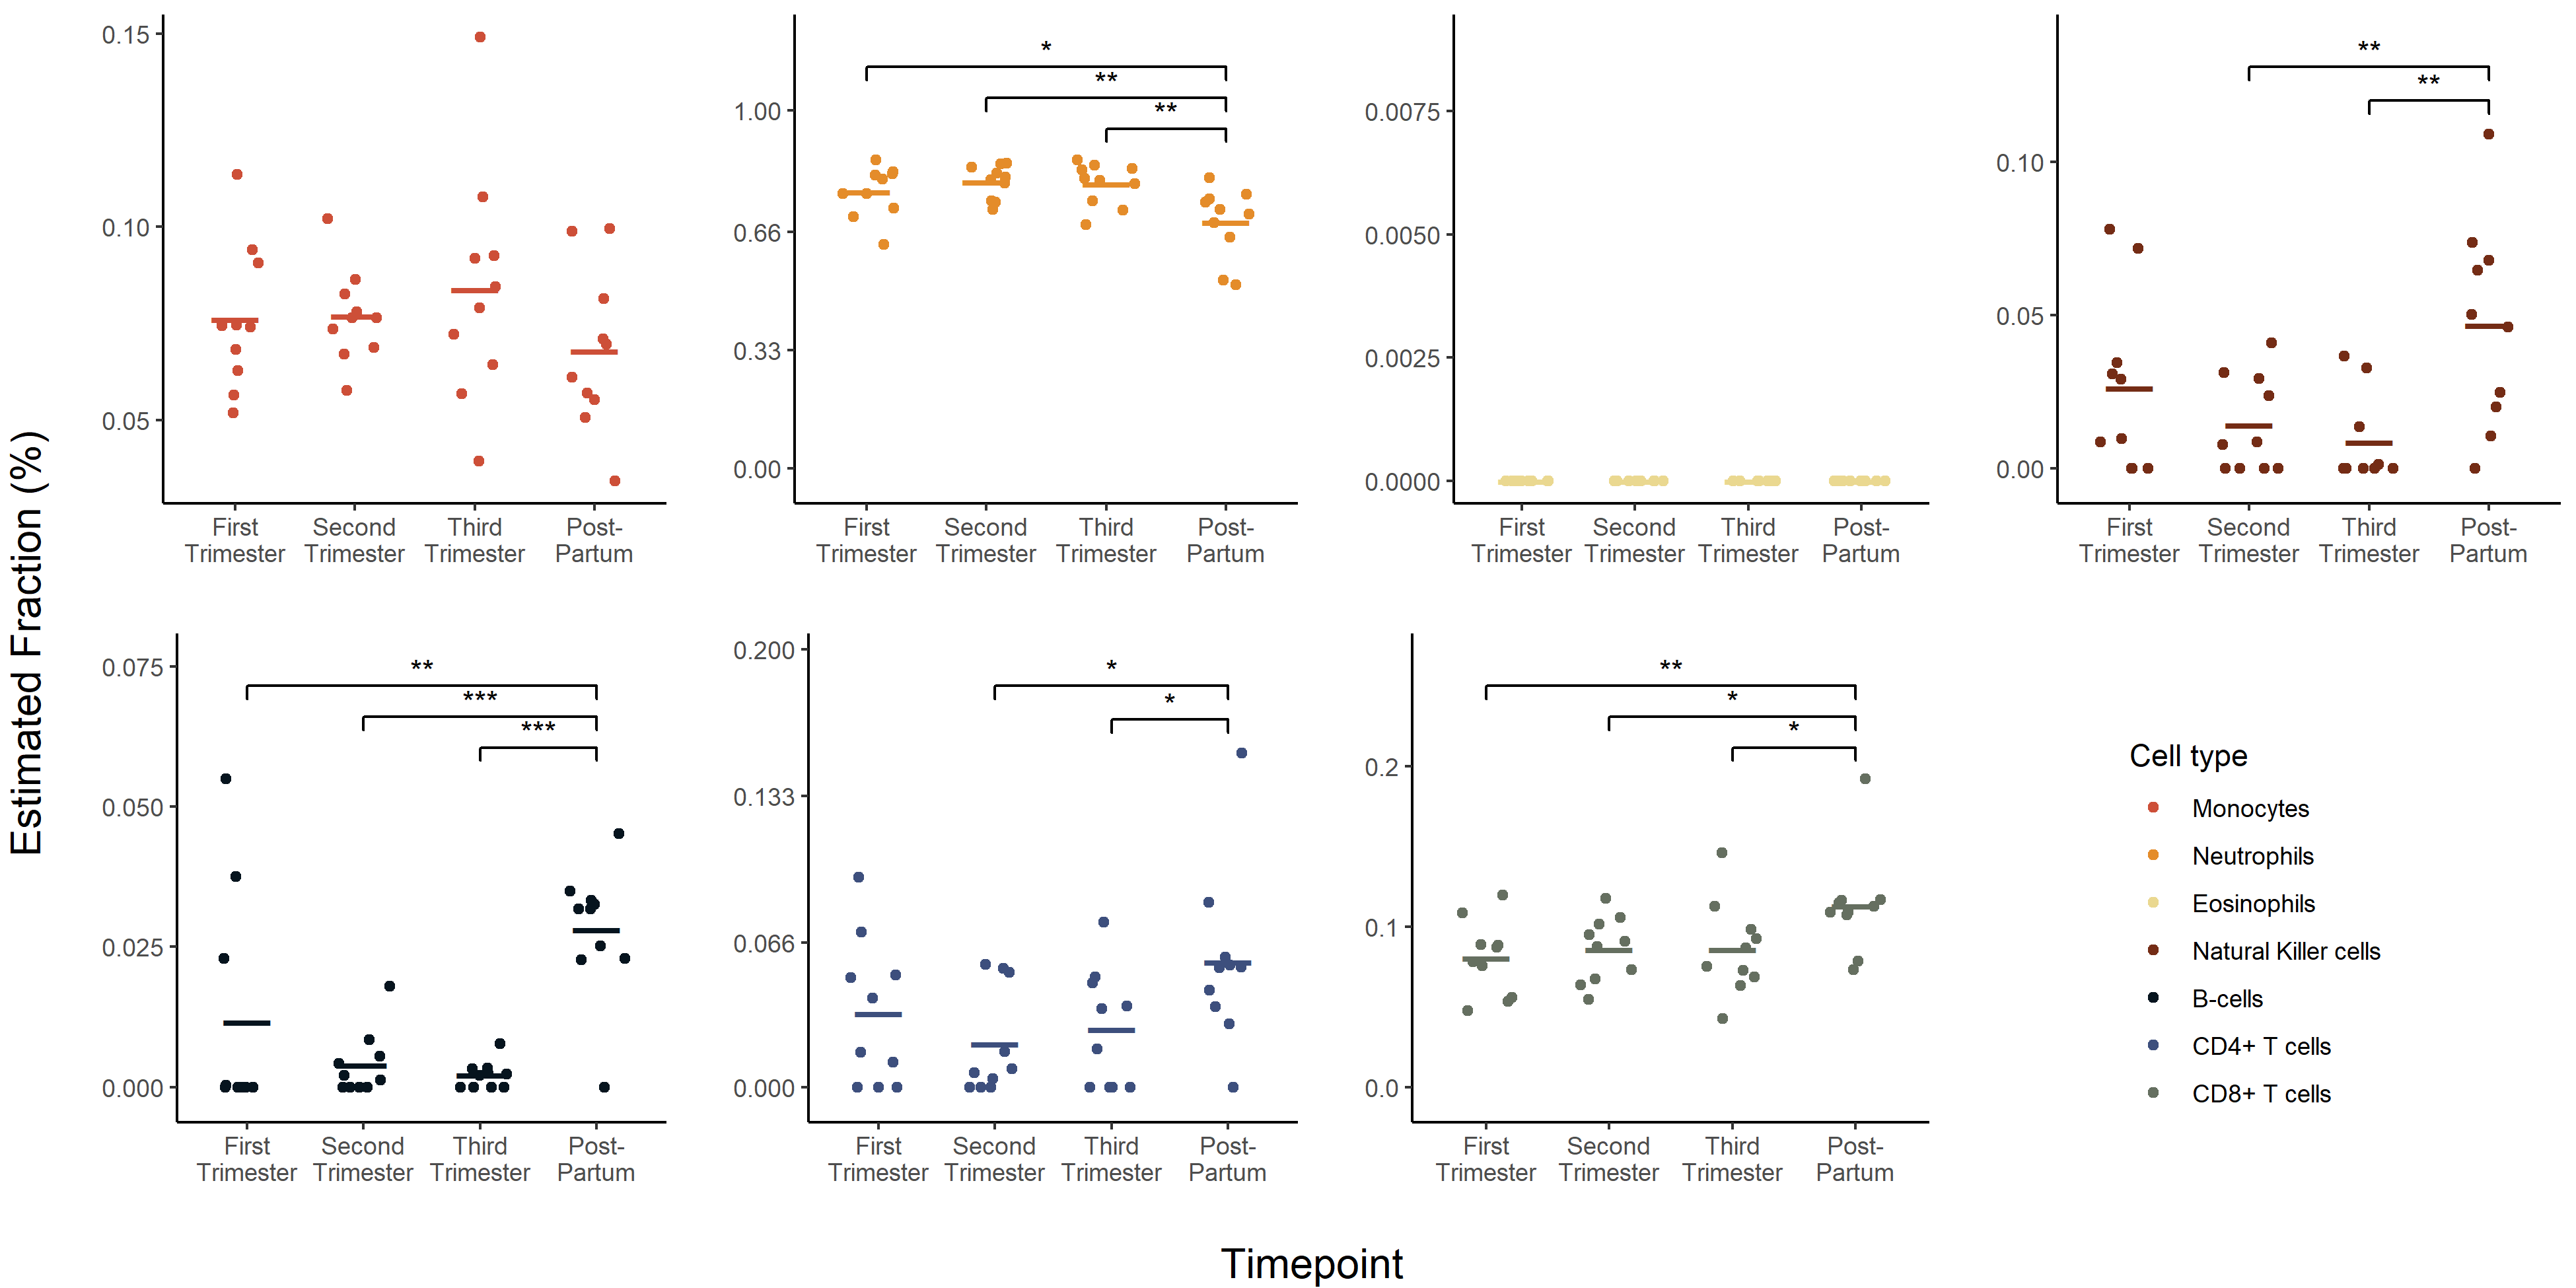 Estimated Fraction (%)
0.15
0.10
0.05
First Second Third Post-
Trimester Trimester Trimester Partum
*
**
**
1.00
0.66
0.33
0.00
First Second Third Post-
Trimester Trimester Trimester Partum
0.0075
0.0050
0.0025
0.0000
First Second Third Post-
Trimester Trimester Trimester Partum
**
**
0.10
0.05
0.00
First Second Third Post-
Trimester Trimester Trimester Partum
**
***
***
0.075
0.050
0.025
0.000
First Second Third Post-
Trimester Trimester Trimester Partum
*
*
0.200
0.133
0.066
0.000
First Second Third Post-
Trimester Trimester Trimester Partum
**
*
*
0.2
0.1
0.0
First Second Third Post-
Trimester Trimester Trimester Partum
Cell type
Monocytes
Neutrophils
Eosinophils
Natural Killer cells
B-cells
CD4+ T cells
CD8+ T cells
Timepoint